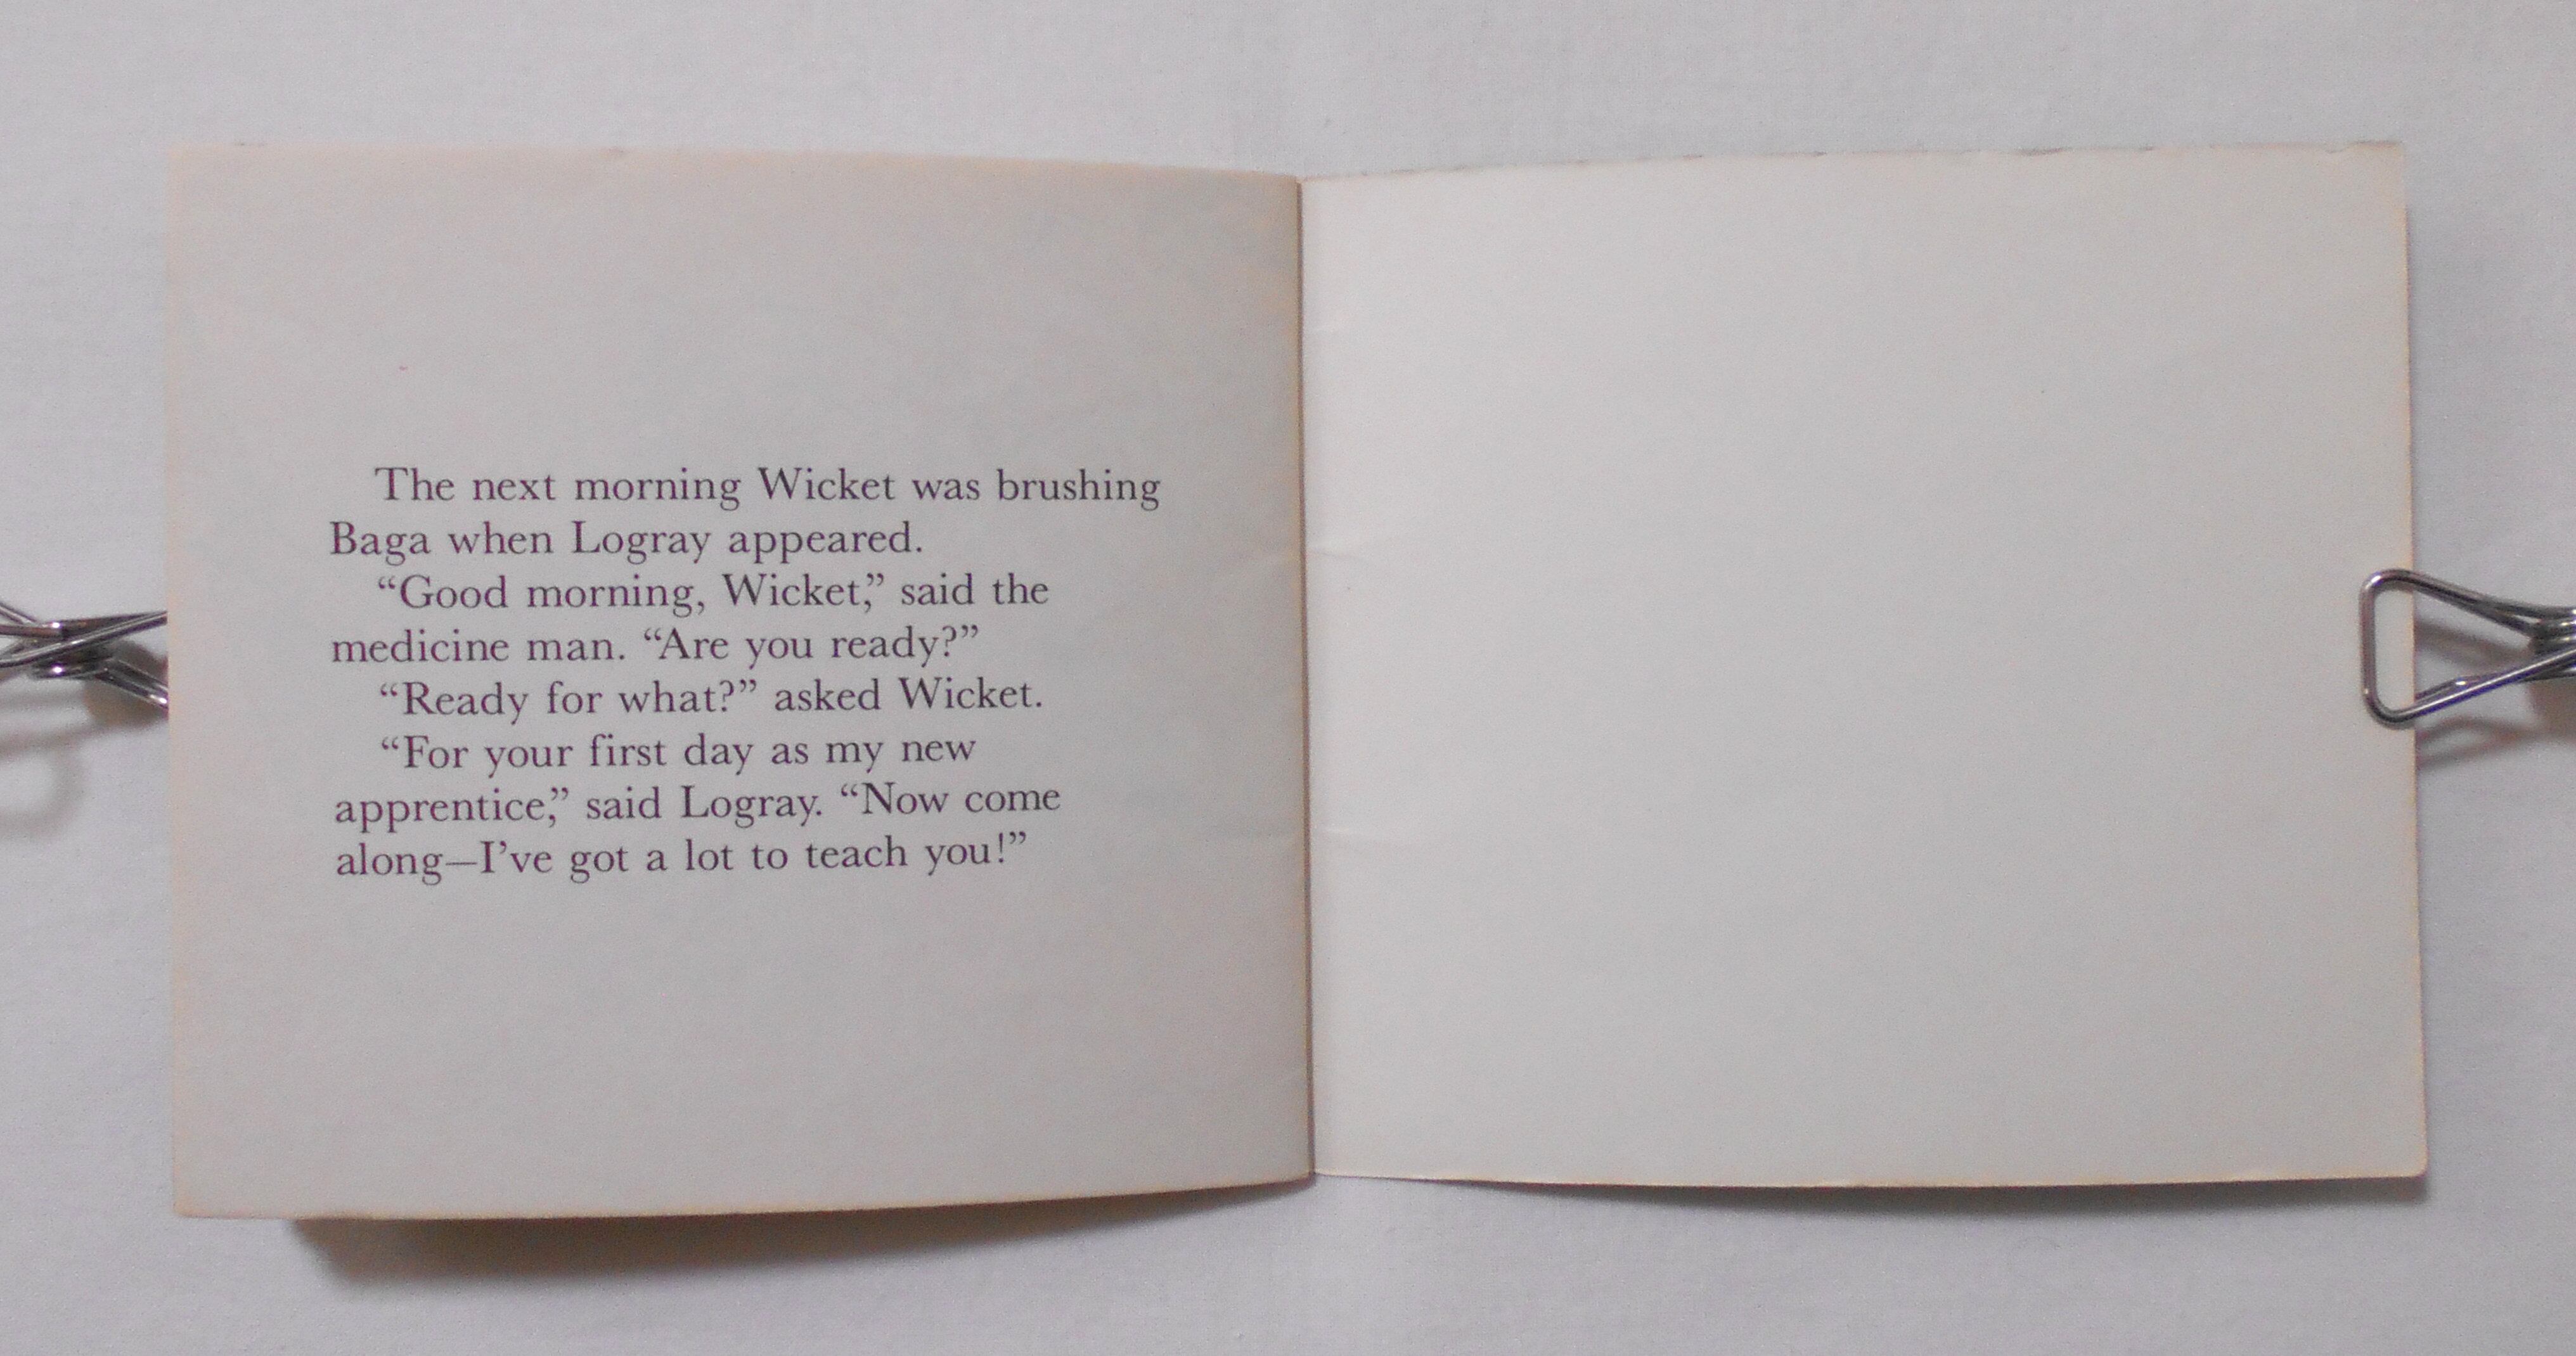 The next morning Wicket was brushing
Baga when Logray appeared.
“Good morning, Wicket,” said the
medicine man. “Are you ready?”
“Ready for what?” asked Wicket.
“For your first day as my new
apprentice,” said Logray. “Now come
along—I’ve got a lot to teach you!”